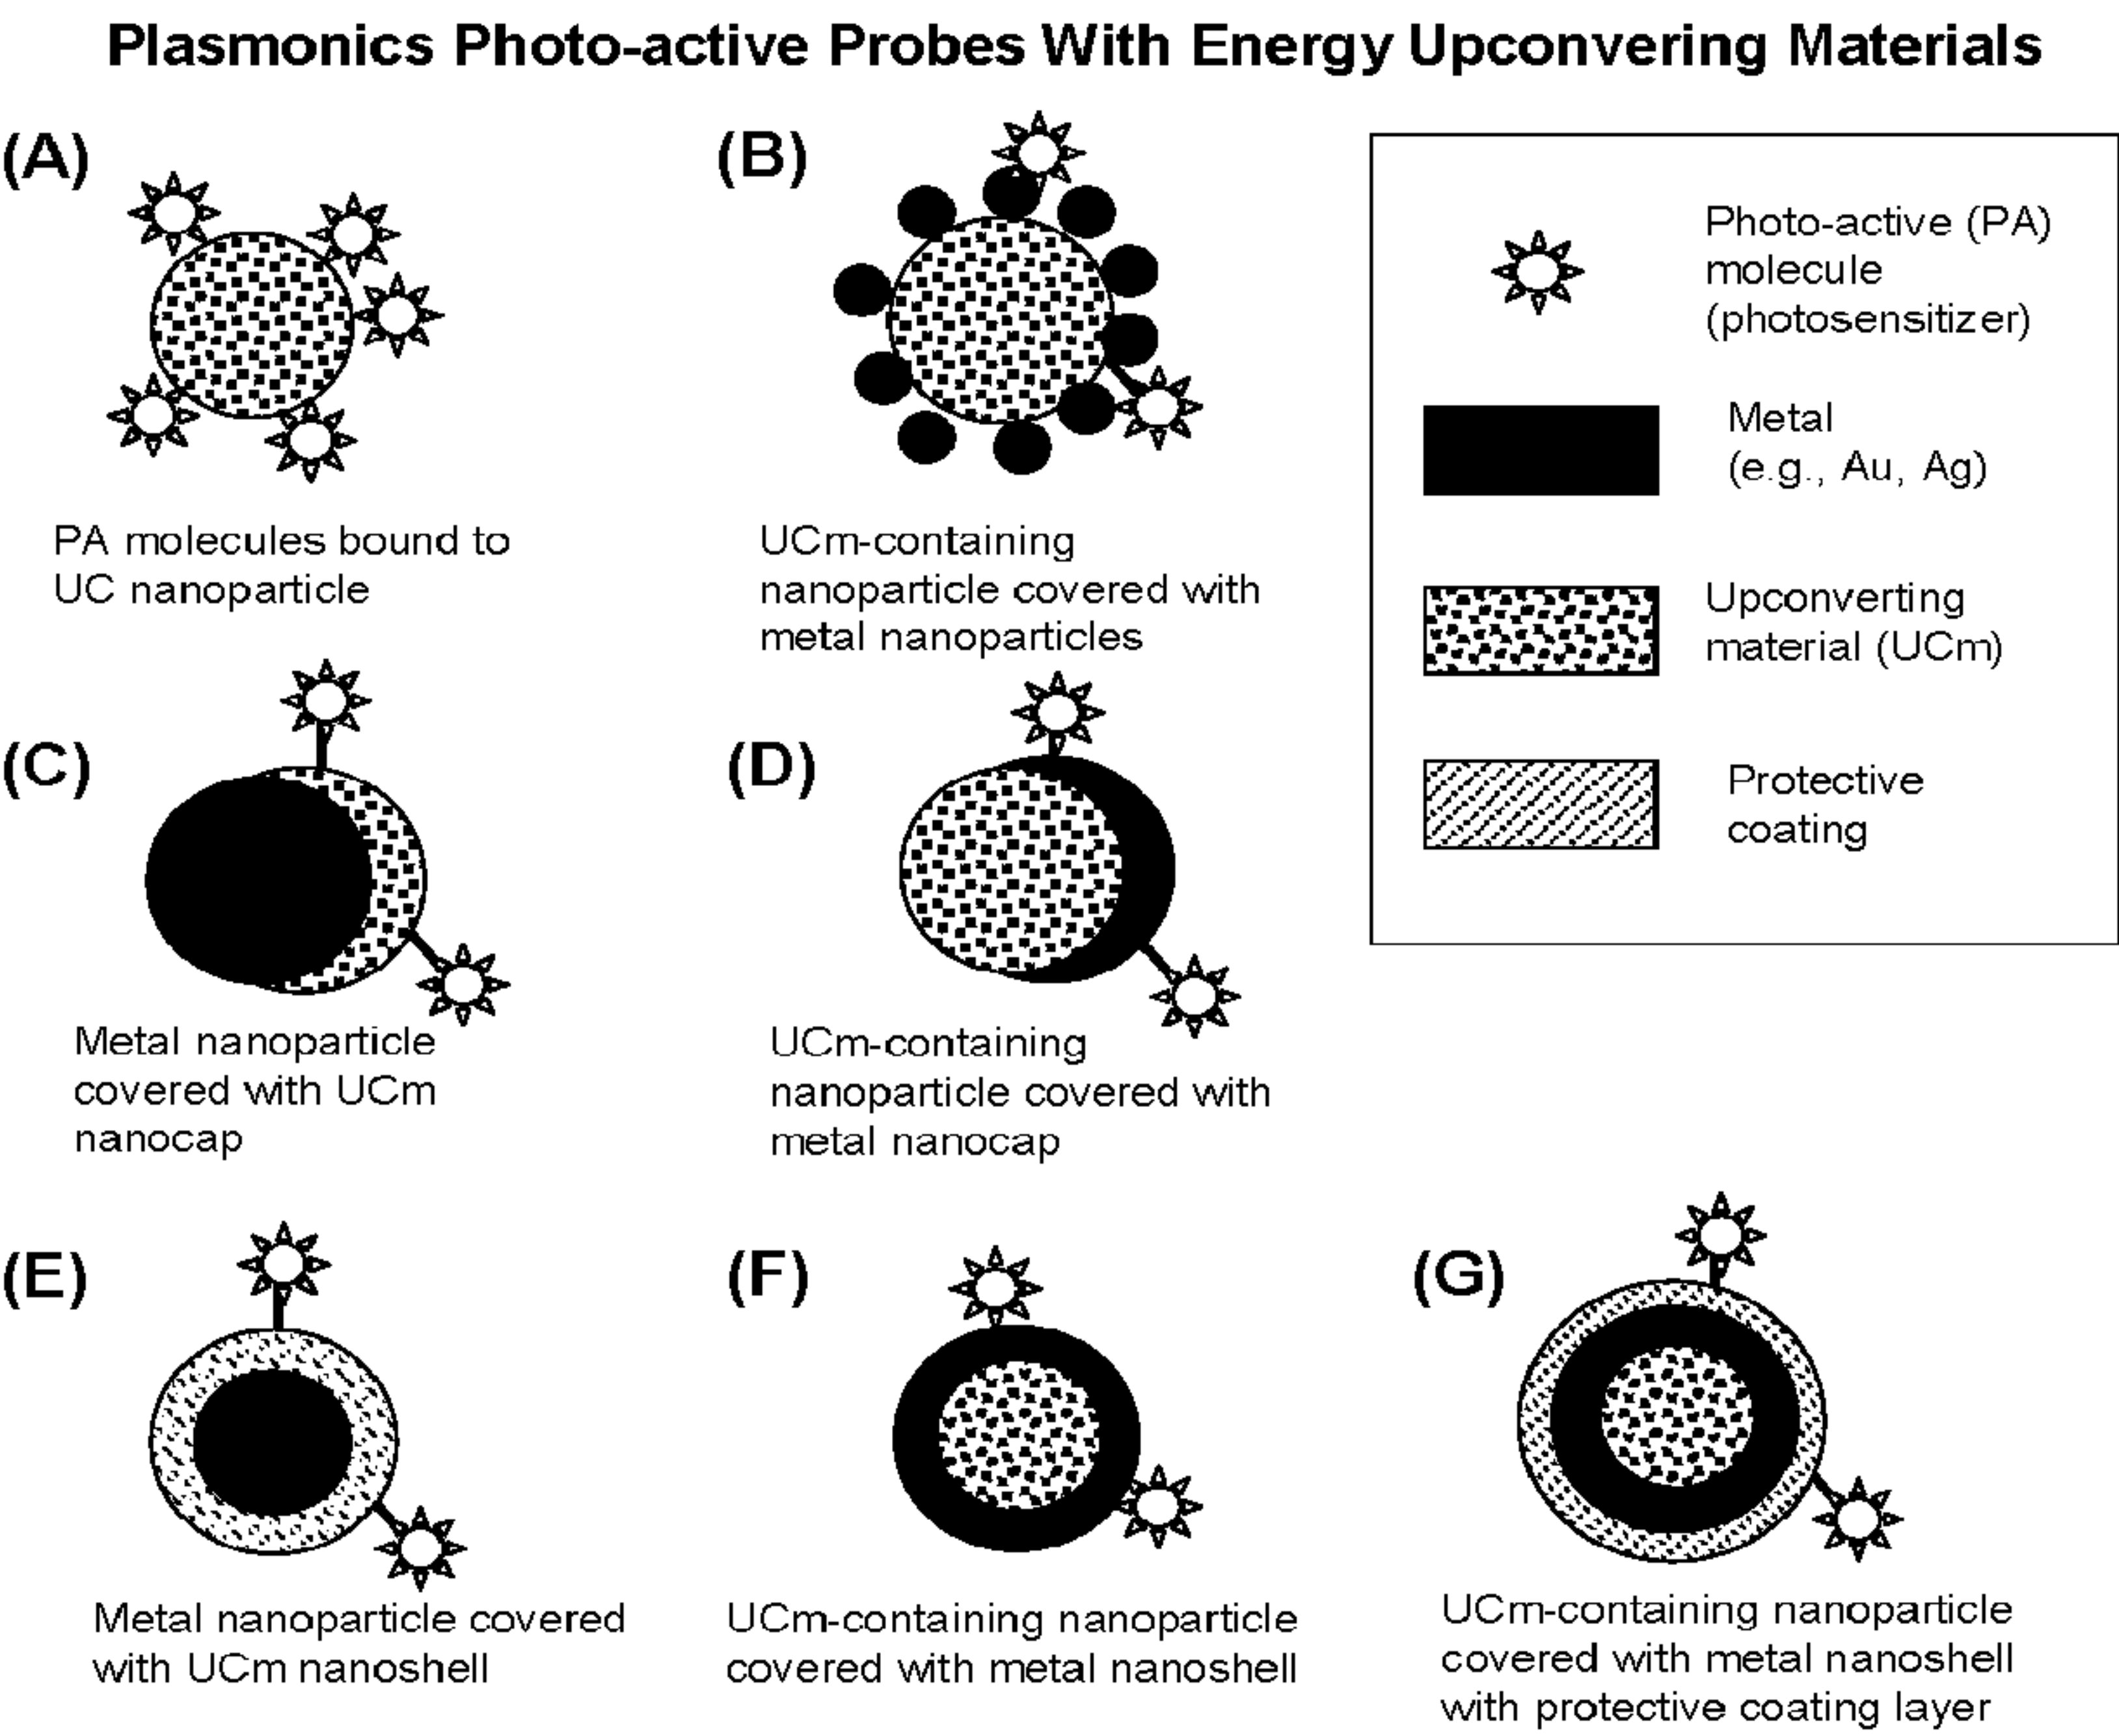 Plasmonics Photo-active Probes With Energy Upconvering Materials
(A)
PA molecules bound to
UC nanoparticle
(B)
UCm-containing
nanoparticle covered with
metal nanoparticles
Photo-active (PA)
molecule
(photosensitizer)
Metal
(e.g., Au, Ag)
Upconverting
material (UCm)
Protective
coating
(C)
Metal nanoparticle
covered with UCm
nanocap
(D)
UCm-containing
nanoparticle covered with
metal nanocap
(E)
Metal nanoparticle covered
with UCm nanoshell
(F)
UCm-containing nanoparticle
covered with metal nanoshell
(G)
UCm-containing nanoparticle
covered with metal nanoshell
with protective coating layer